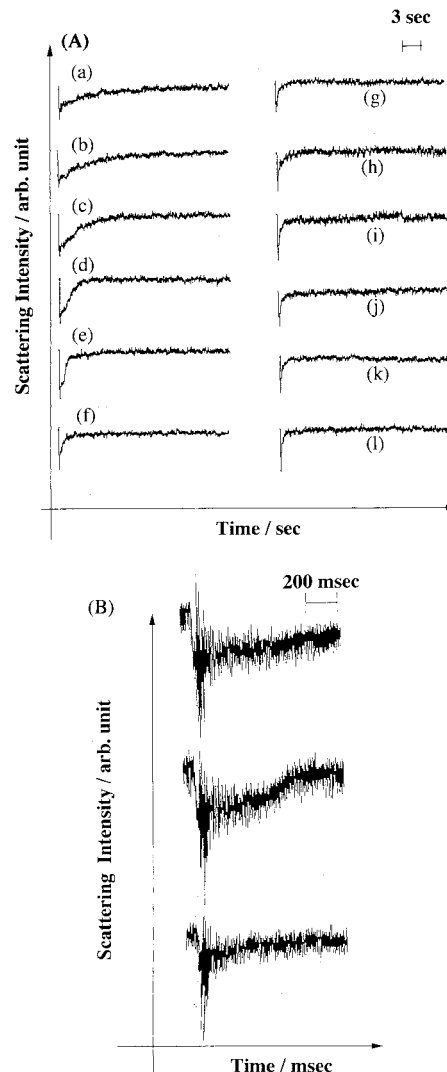 3 sec
(A)
(a)
(g)
(b)
(h)
(c)
(i)
(d)
(j)
(e)
(k)
(f)
(l)
Scattering Intensity / arb. unit
Time / sec
200 msec
(B)
Scattering Intensity / arb. unit
Time / msec